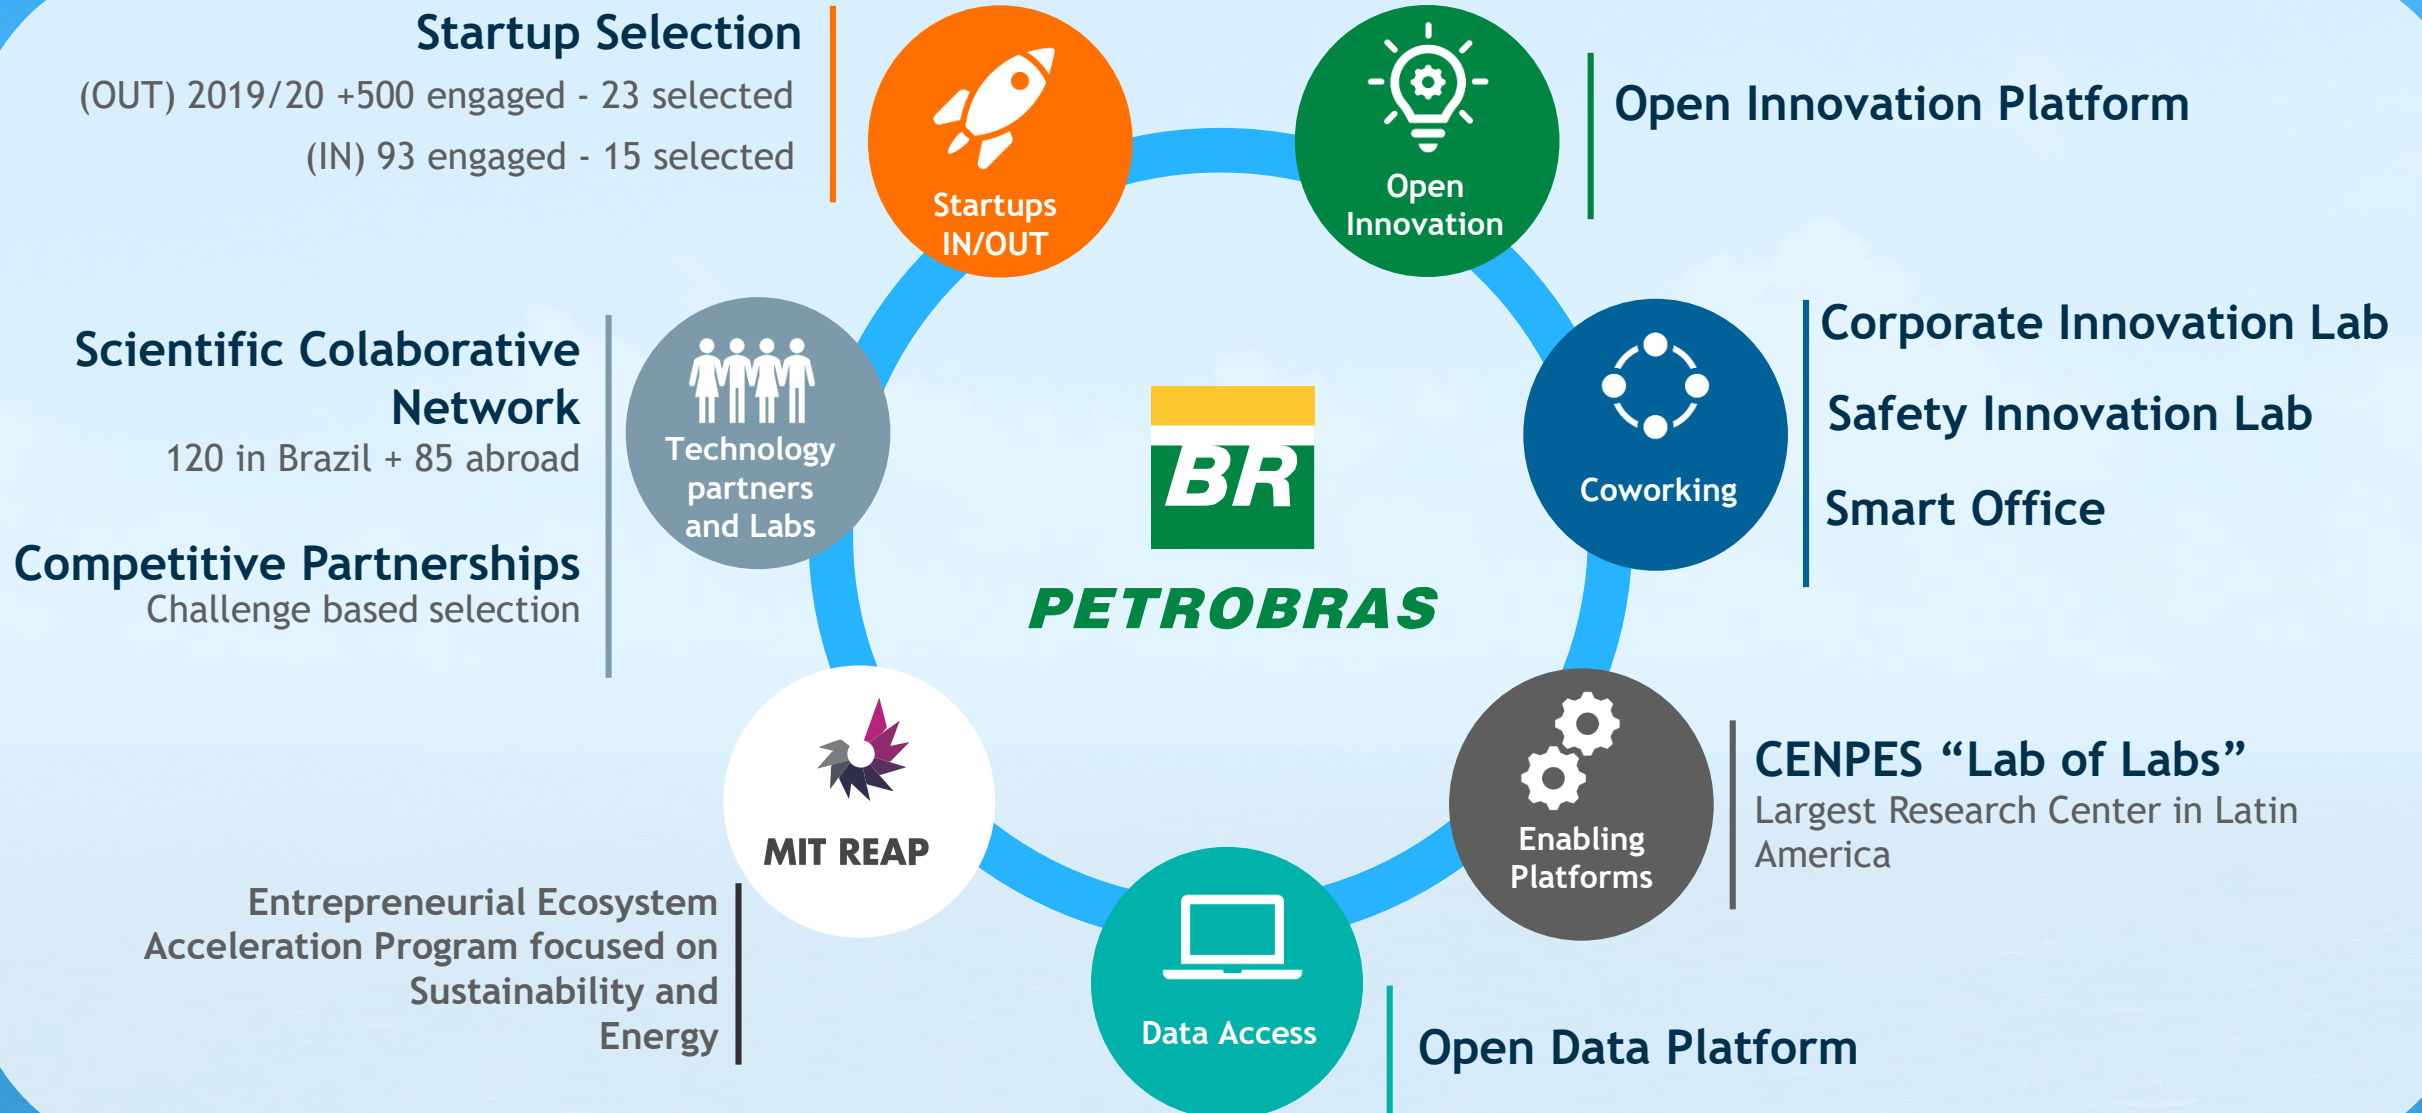 Startup Selection
(OUT) 2019/20 +500 engaged - 23 selected
(IN) 93 engaged - 15 selected
Startups
IN/OUT
Open
Innovation
Open Innovation Platform
Scientific Colaborative
Network
120 in Brazil + 85 abroad
Competitive Partnerships
Challenge based selection
Technology
partners
and Labs
BR
PETROBRAS
Coworking
Corporate Innovation Lab
Safety Innovation Lab
Smart Office
MIT REAP
Entrepreneurial Ecosystem
Acceleration Program focused on
Sustainability and
Energy
Enabling
Platforms
CENPES “Lab of Labs”
Largest Research Center in Latin
America
Data Access
Open Data Platform